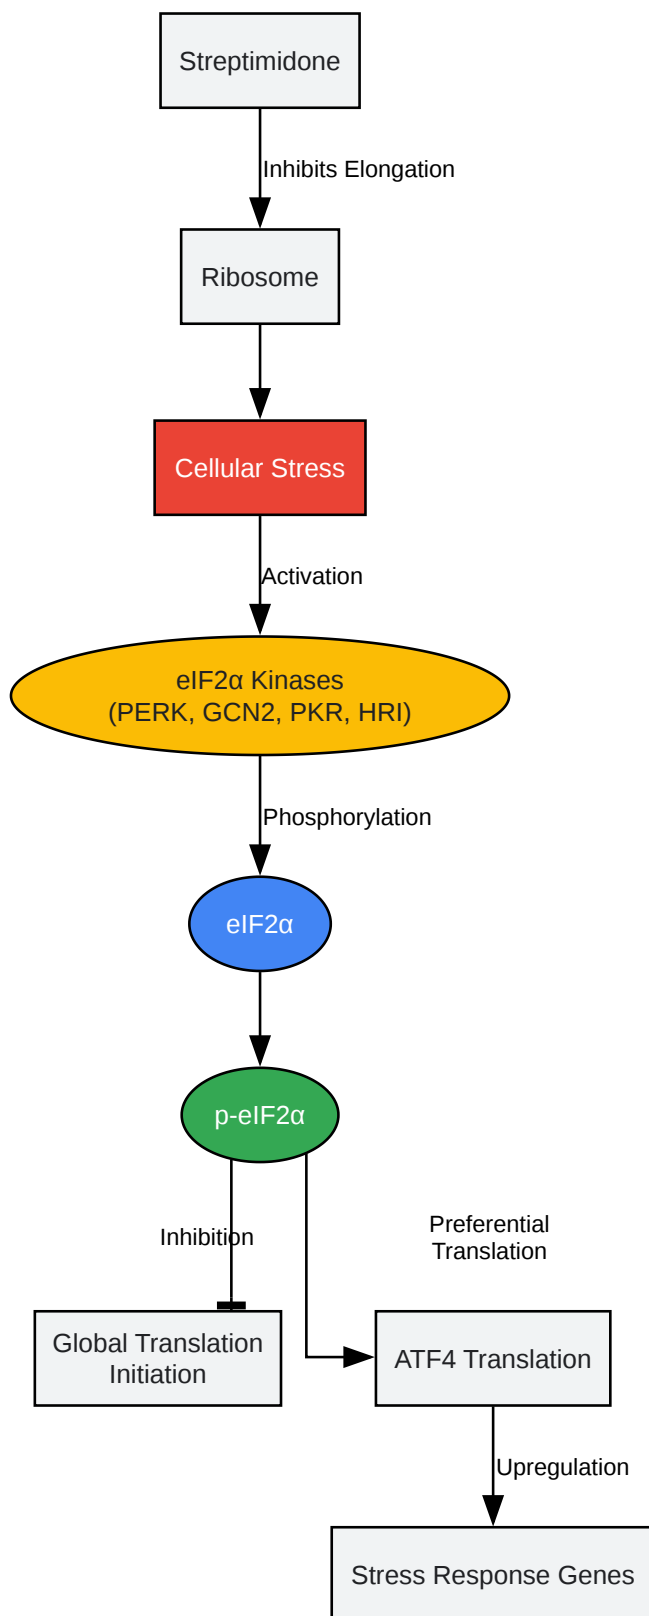 Streptimidone
Inhibits Elongation
Ribosome
Cellular Stress
Activation
eIF2α Kinases
(PERK, GCN2, PKR, HRI)
Phosphorylation
eIF2α
p-eIF2α
Inhibition
Preferential
Translation
Global Translation
Initiation
ATF4 Translation
Upregulation
Stress Response Genes